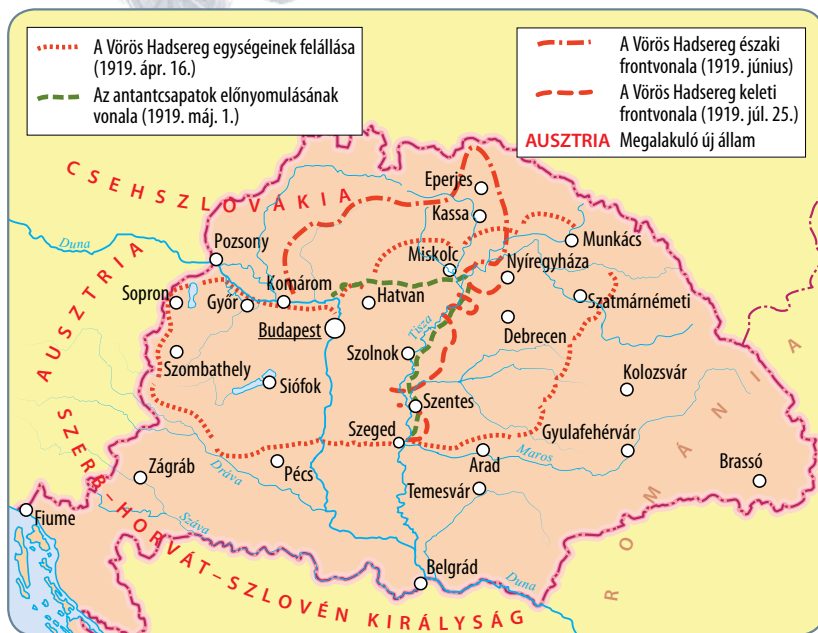 A Vörös Hadsereg egységeinek felállása
(1919. ápr. 16.)
Az antantcsapatok előnyomulásának
vonala (1919. máj. 1.)
A Vörös Hadsereg északi
frontvonala (1919. június)
A Vörös Hadsereg keleti
frontvonala (1919. júl. 25.)
AUSZTRIA Megalakuló új állam
CSEHSZLOVÁKIA
Eperjes
Kassa
Duna
Pozsony
Munkács
Miskolc
Nyíregyháza
AUSZTRIA
Sopron
Győr
Komárom
Hatvan
Szatmárnémeti
Budapest
Tisza
Debrecen
Szolnok
Szombathely
Siófok
Kolozsvár
Szentes
Szeged
Gyulafehérvár
Arad
Maros
Zágráb
Dráva
Pécs
Temesvár
Brassó
ROMÁNIA
Fiume
Száva
Belgrád
Duna
SZERB–HORVÁT–SZLOVÉN KIRÁLYSÁG